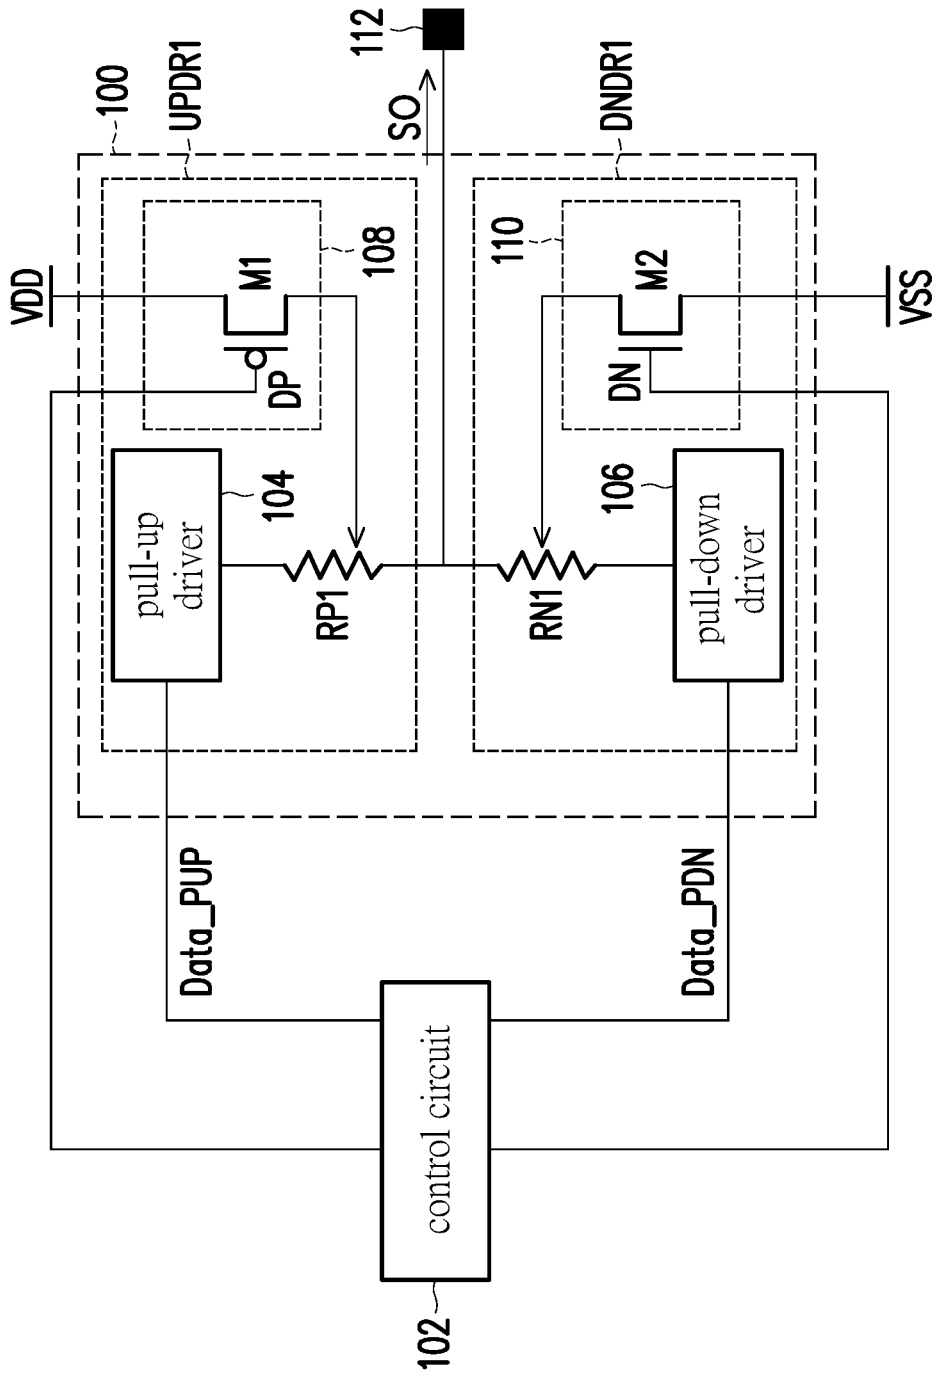 100
UPDR1
VDD
M1
108
DP
pull-up
driver
104
RP1
Data_PUP
112
SO
control circuit
102
DNDR1
110
M2
DN
VSS
106
RN1
pull-down
driver
Data_PDN